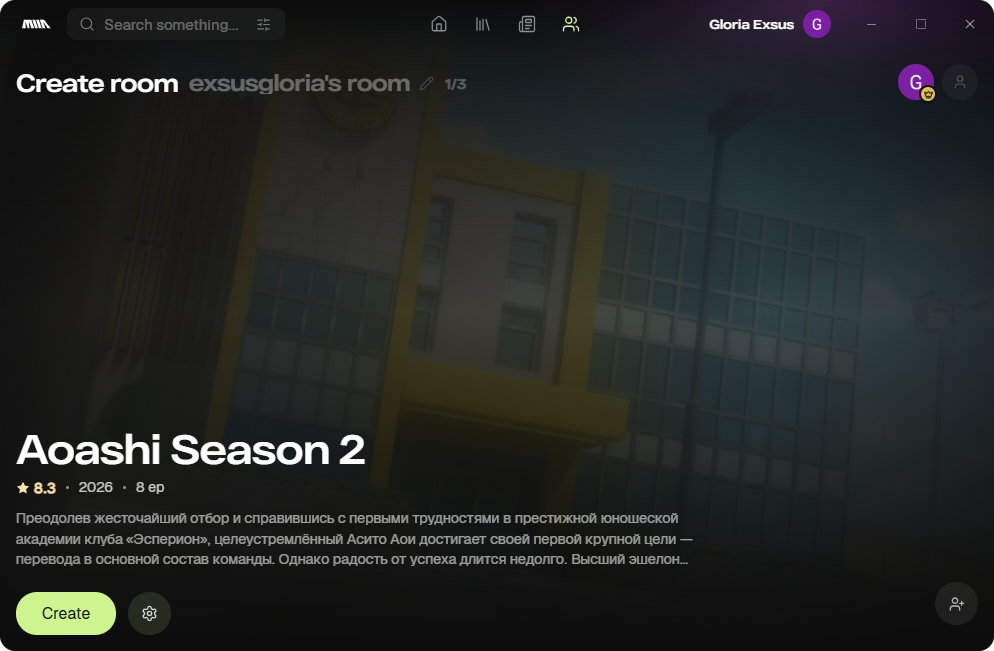 Search something...
Gloria Exsus
G
Create room exsusgloria's room 1/3
G
Aoashi Season 2
8.3 · 2026 · 8 ep
Преодолев жесточайший отбор и справившись с первыми трудностями в престижной юношеской
академии клуба «Эсперион», целеустремлённый Асито Аои достигает своей первой крупной цели —
перевода в основной состав команды. Однако радость от успеха длится недолго. Высший эшелон...
Create